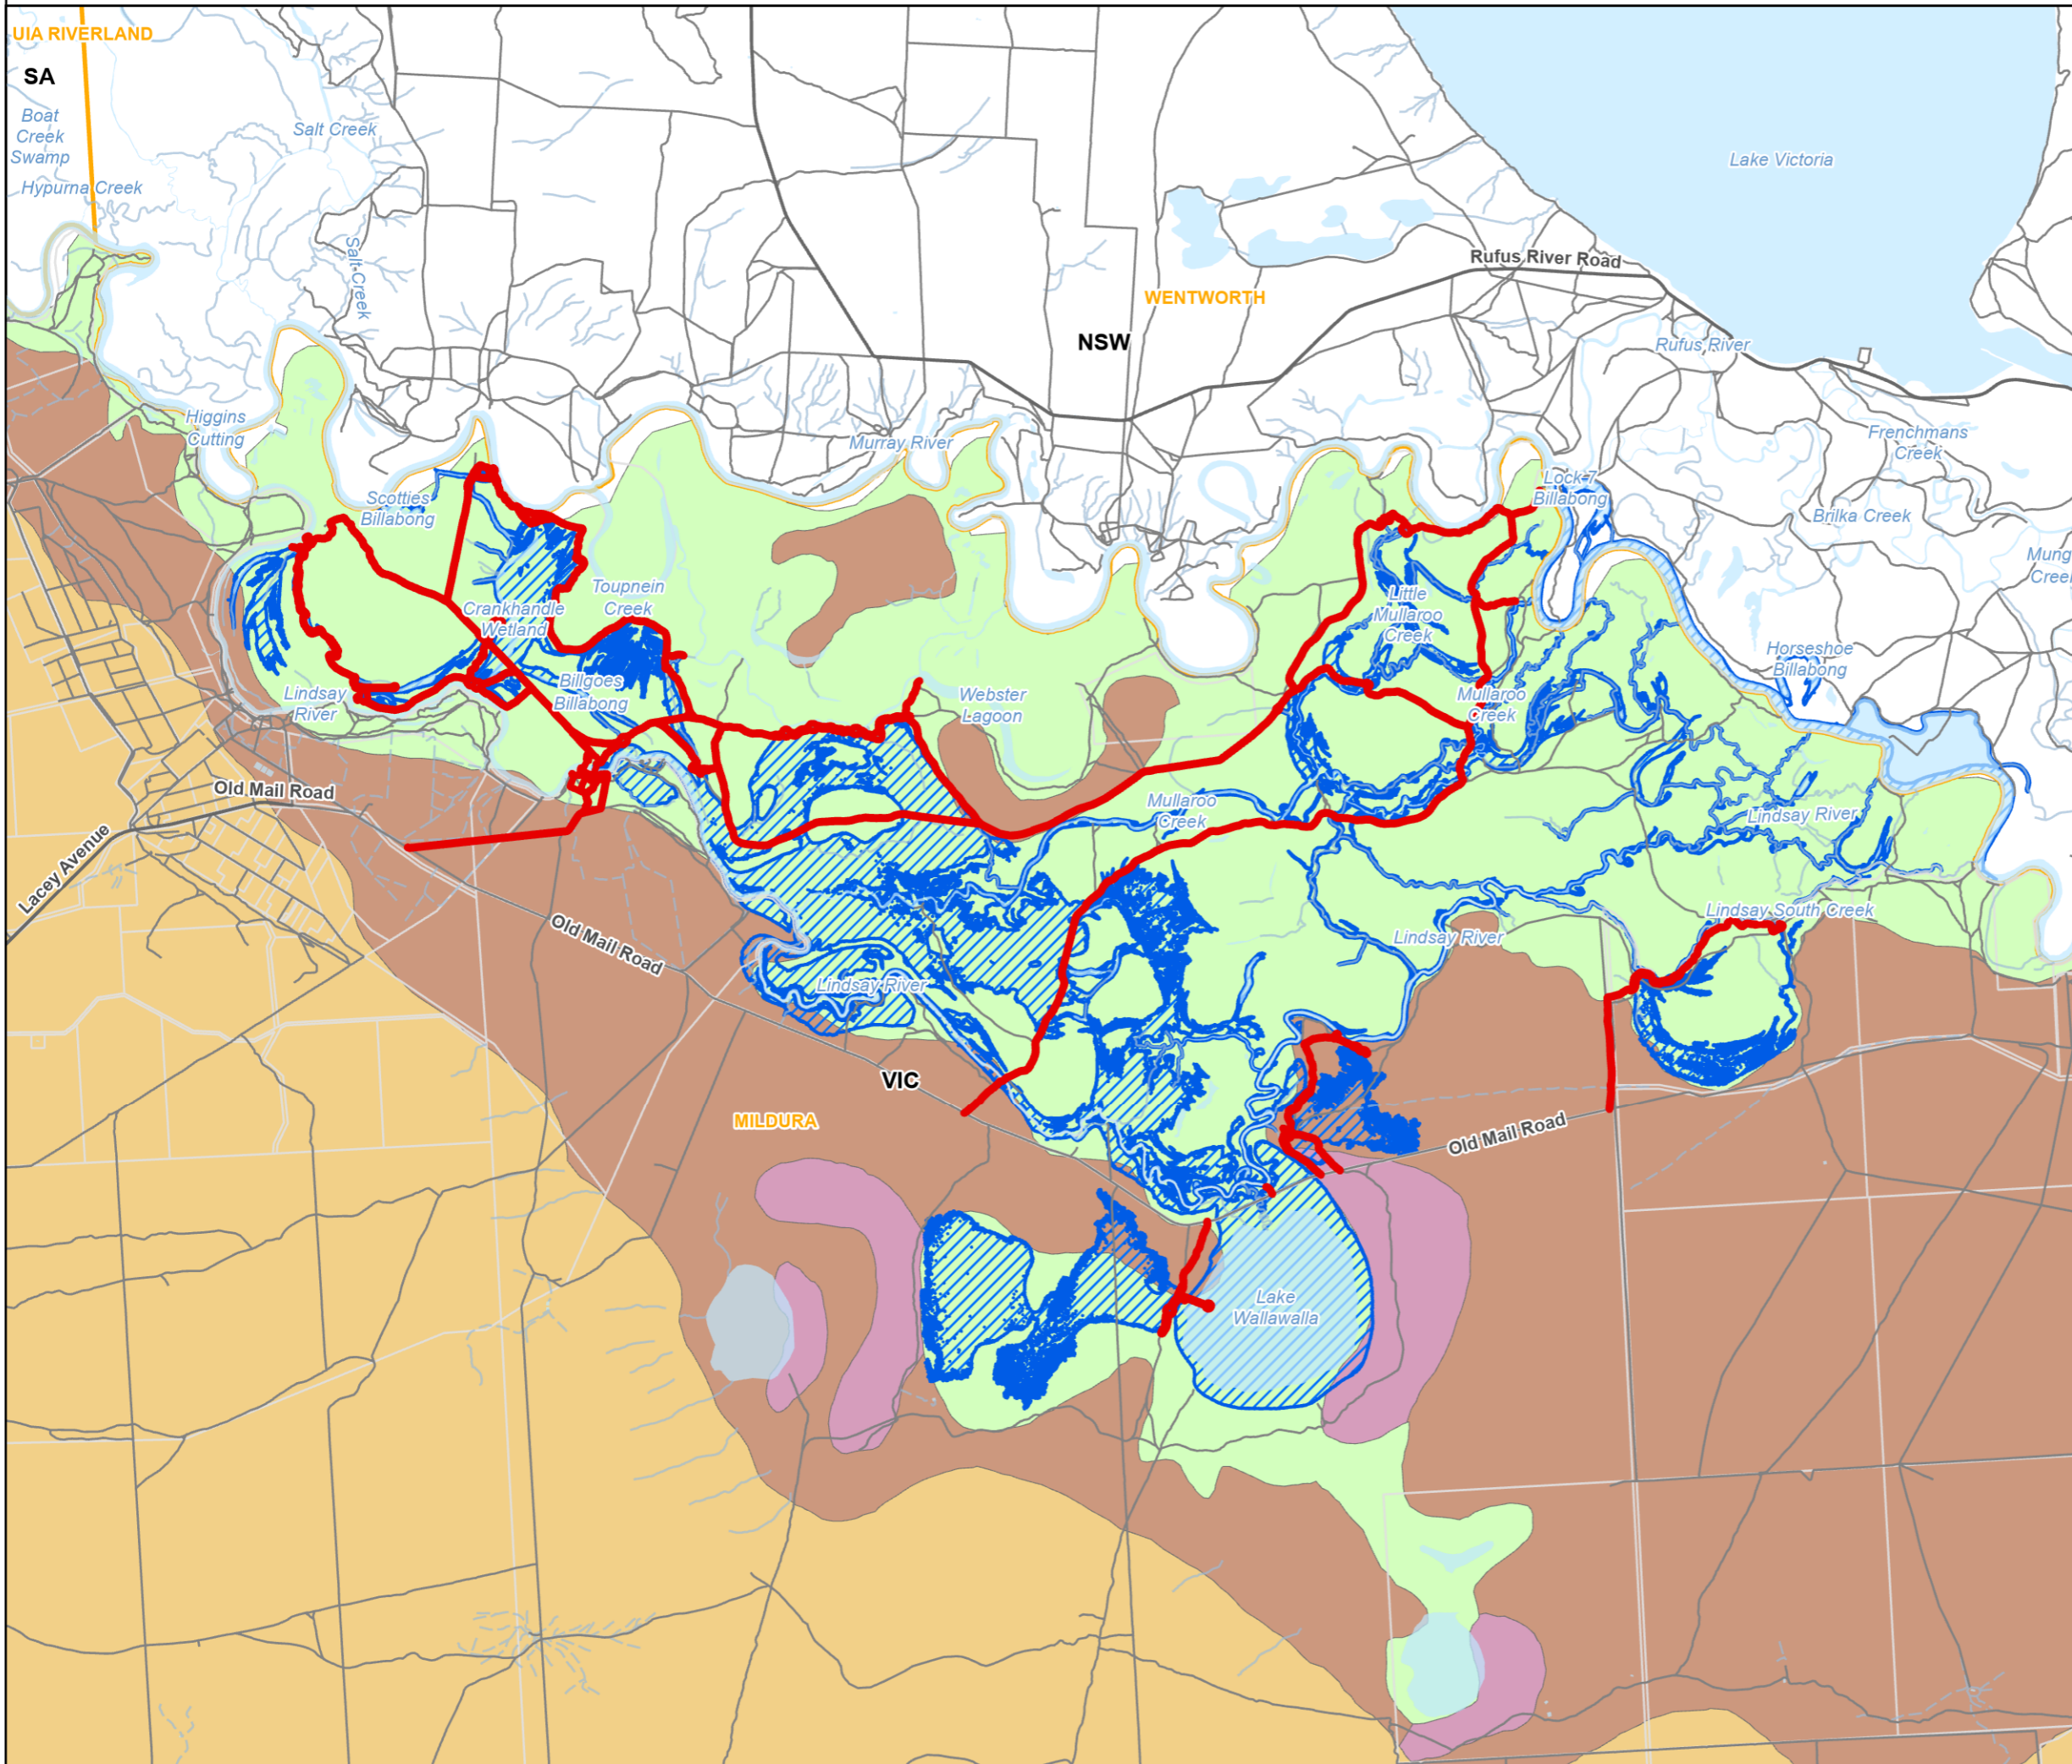 UIA RIVERLAND
SA
Boat
Creek
Swamp
Hypurna Creek
Salt Creek
Salt Creek
Lake Victoria
Rufus River Road
WENTWORTH
NSW
Rufus River
Higgins
Cutting
Murray River
Frenchmans
Creek
Scotties
Billabong
Lock 7
Billabong
Brilka Creek
Mung
Cree
Toupnein
Creek
Crankhandle
Wetland
Little
Mullaroo
Creek
Horseshoe
Billabong
Lindsay
River
Billgoes
Billabong
Webster
Lagoon
Mullaroo
Creek
Old Mail Road
Mullaroo
Creek
Lindsay River
Lacey Avenue
Old Mail Road
Lindsay South Creek
Lindsay River
Lindsay River
VIC
MILDURA
Old Mail Road
Lake
Wallawalla